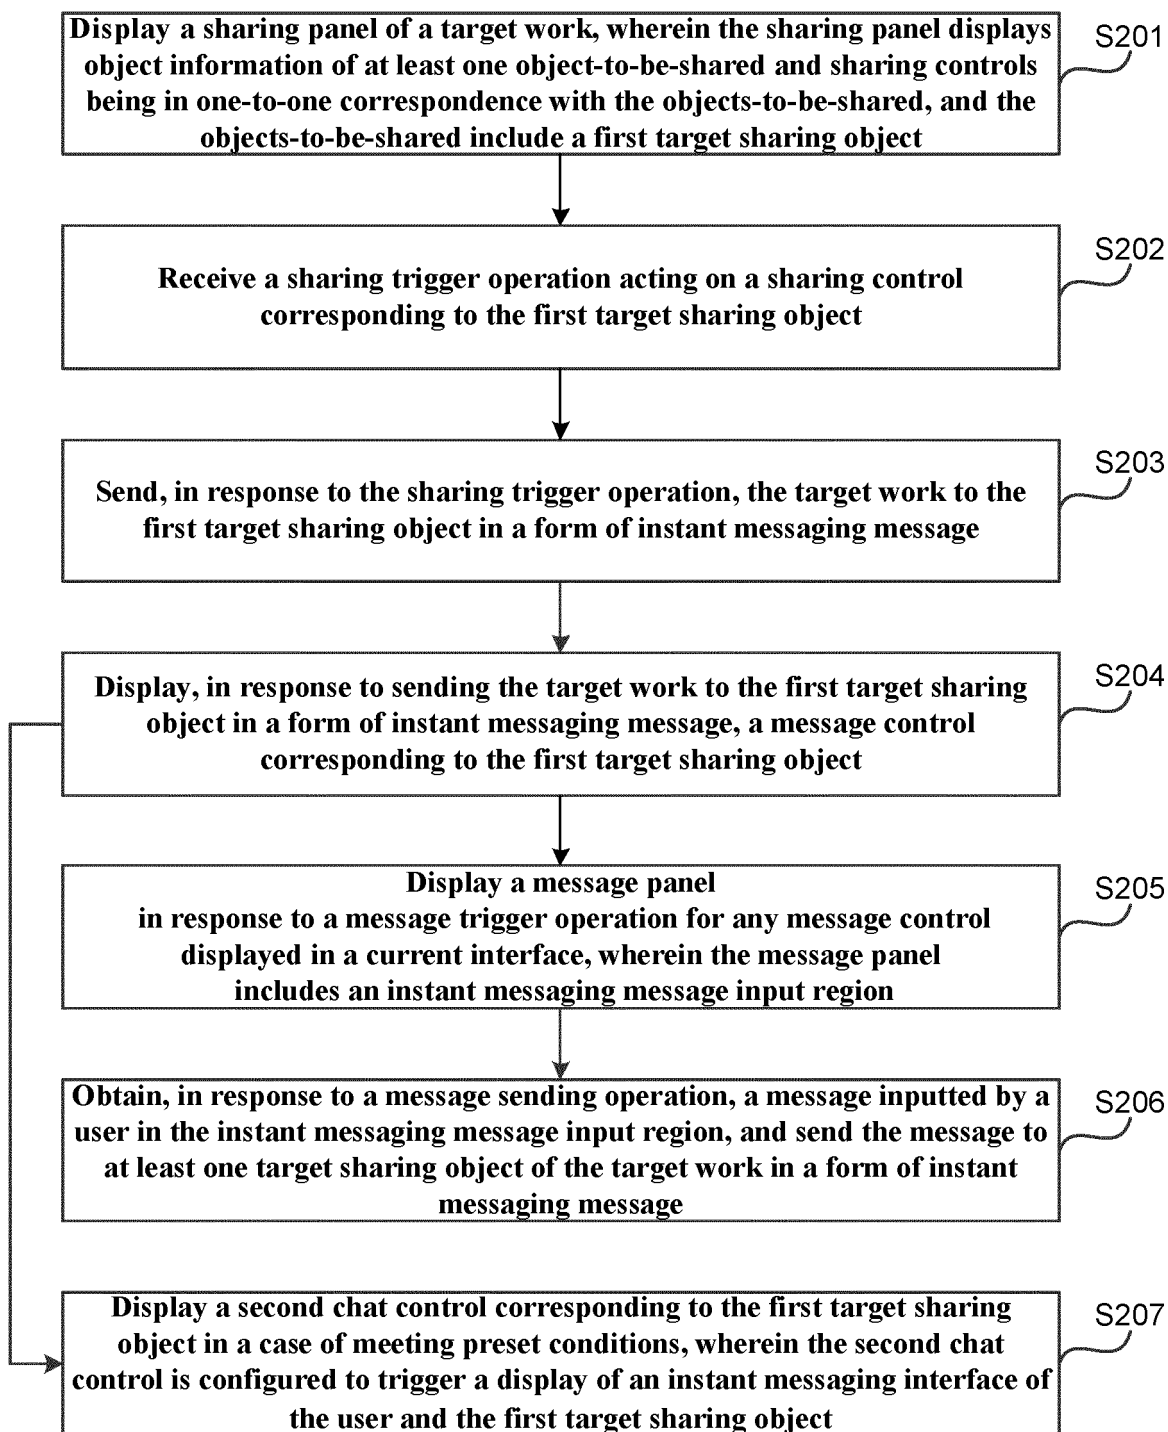 Display a sharing panel of a target work, wherein the sharing panel displays
object information of at least one object-to-be-shared and sharing controls
being in one-to-one correspondence with the objects-to-be-shared, and the
objects-to-be-shared include a first target sharing object
S201
Receive a sharing trigger operation acting on a sharing control
corresponding to the first target sharing object
S202
Send, in response to the sharing trigger operation, the target work to the
first target sharing object in a form of instant messaging message
S203
Display, in response to sending the target work to the first target sharing
object in a form of instant messaging message, a message control
corresponding to the first target sharing object
S204
Display a message panel
in response to a message trigger operation for any message control
displayed in a current interface, wherein the message panel
includes an instant messaging message input region
S205
Obtain, in response to a message sending operation, a message inputted by a
user in the instant messaging message input region, and send the message to
at least one target sharing object of the target work in a form of instant
messaging message
S206
Display a second chat control corresponding to the first target sharing
object in a case of meeting preset conditions, wherein the second chat
control is configured to trigger a display of an instant messaging interface of
the user and the first target sharing object
S207